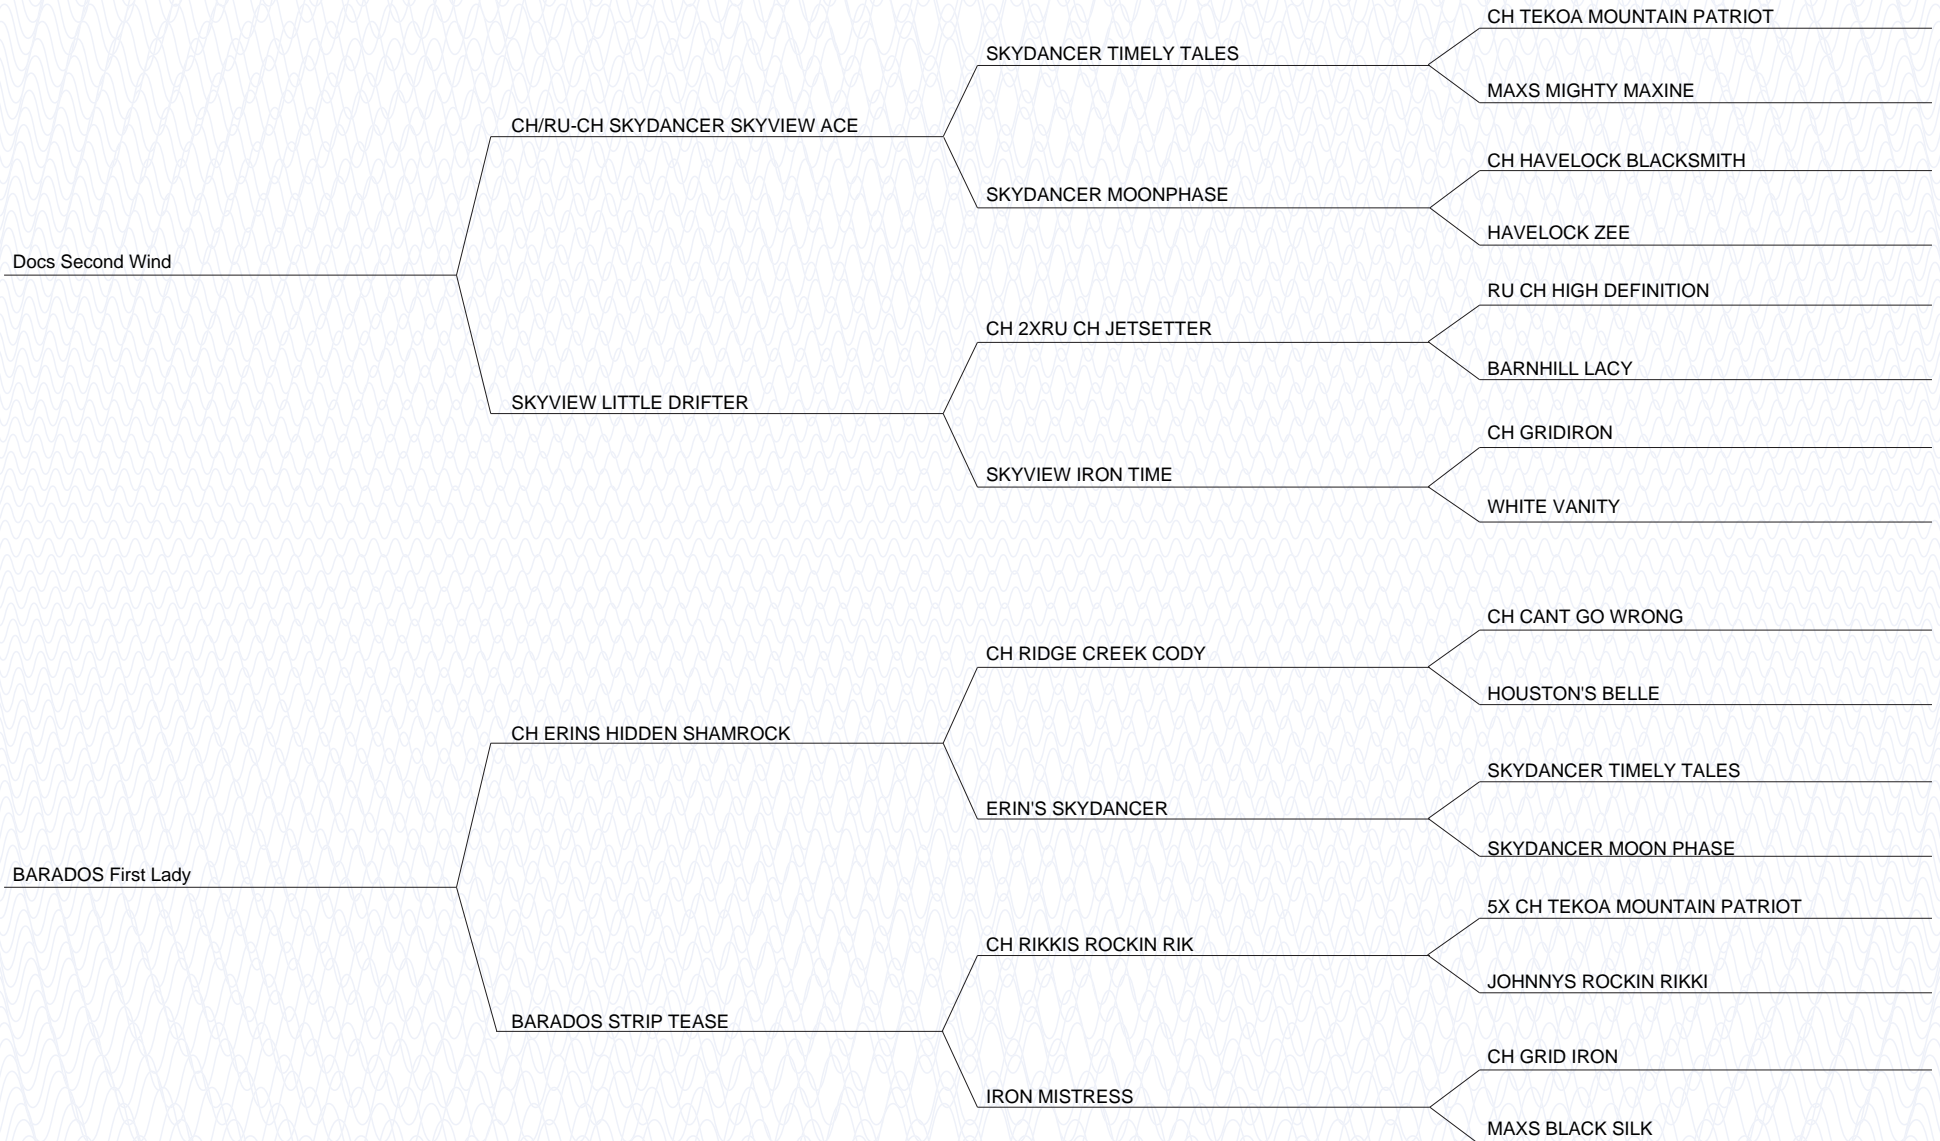 CH TEKOA MOUNTAIN PATRIOT
SKYDANCER TIMELY TALES
MAXS MIGHTY MAXINE
CH/RU-CH SKYDANCER SKYVIEW ACE
CH HAVELOCK BLACKSMITH
SKYDANCER MOONPHASE
HAVELOCK ZEE
Docs Second Wind
RU CH HIGH DEFINITION
CH 2XRU CH JETSETTER
BARNHILL LACY
SKYVIEW LITTLE DRIFTER
CH GRIDIRON
SKYVIEW IRON TIME
WHITE VANITY
CH CANT GO WRONG
CH RIDGE CREEK CODY
HOUSTON'S BELLE
CH ERINS HIDDEN SHAMROCK
SKYDANCER TIMELY TALES
ERIN'S SKYDANCER
SKYDANCER MOON PHASE
BARADOS First Lady
5X CH TEKOA MOUNTAIN PATRIOT
CH RIKKIS ROCKIN RIK
JOHNNYS ROCKIN RIKKI
BARADOS STRIP TEASE
CH GRID IRON
IRON MISTRESS
MAXS BLACK SILK